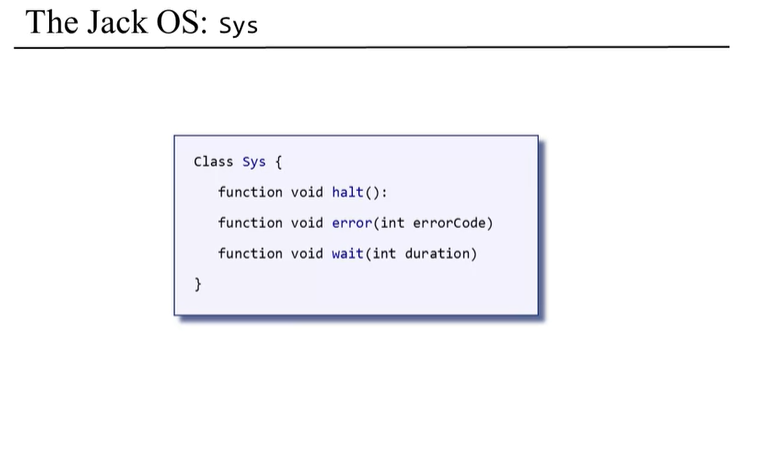 The Jack OS: Sys
Class Sys {
function void halt():
function void error(int errorCode)
function void wait(int duration)
}